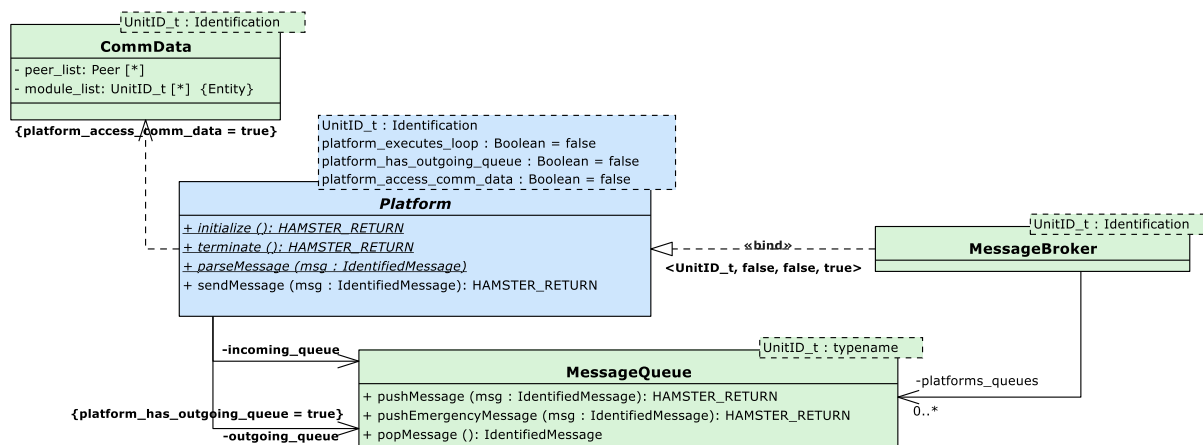 UnitID_t : Identification
CommData
- peer_list: Peer [*]
- module_list: UnitID_t [*]  {Entity}
{platform_access_comm_data = true}
UnitID_t : Identification
platform_executes_loop : Boolean = false
platform_has_outgoing_queue : Boolean = false
platform_access_comm_data : Boolean = false
Platform
+ initialize (): HAMSTER_RETURN
+ terminate (): HAMSTER_RETURN
+ parseMessage (msg : IdentifiedMessage)
+ sendMessage (msg : IdentifiedMessage): HAMSTER_RETURN
«bind»
<UnitID_t, false, false, true>
UnitID_t : Identification
MessageBroker
-incoming_queue
{platform_has_outgoing_queue = true}
-outgoing_queue
UnitID_t : typename
MessageQueue
+ pushMessage (msg : IdentifiedMessage): HAMSTER_RETURN
+ pushEmergencyMessage (msg : IdentifiedMessage): HAMSTER_RETURN
+ popMessage (): IdentifiedMessage
-platforms_queues
0..*